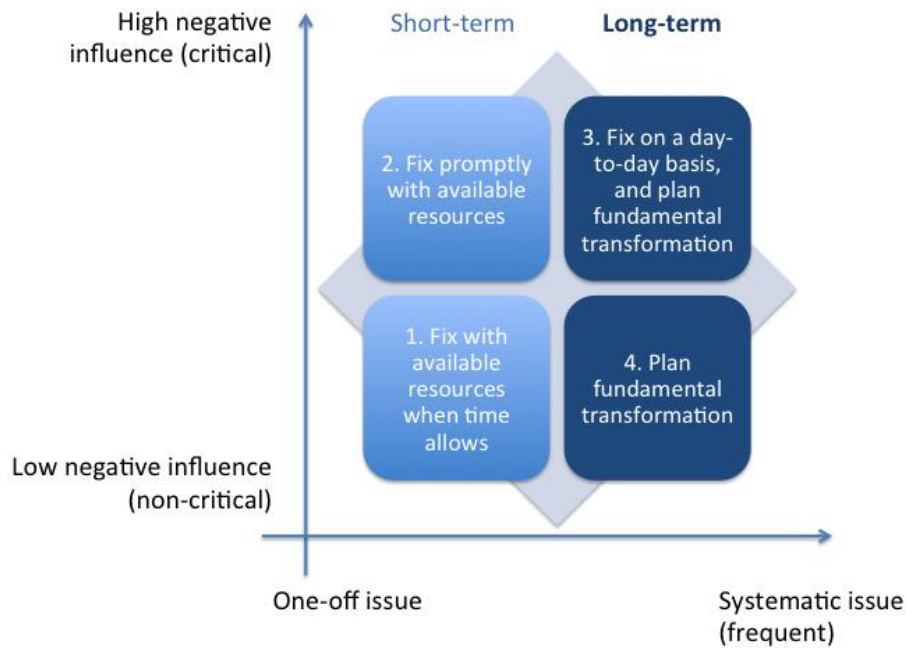 High negative
influence (critical)
Short-term
Long-term
2. Fix promptly
with available
resources
3. Fix on a day-
to-day basis,
and plan
fundamental
transformation
1. Fix with
available
resources
when time
allows
4. Plan
fundamental
transformation
Low negative influence
(non-critical)
One-off issue
Systematic issue
(frequent)